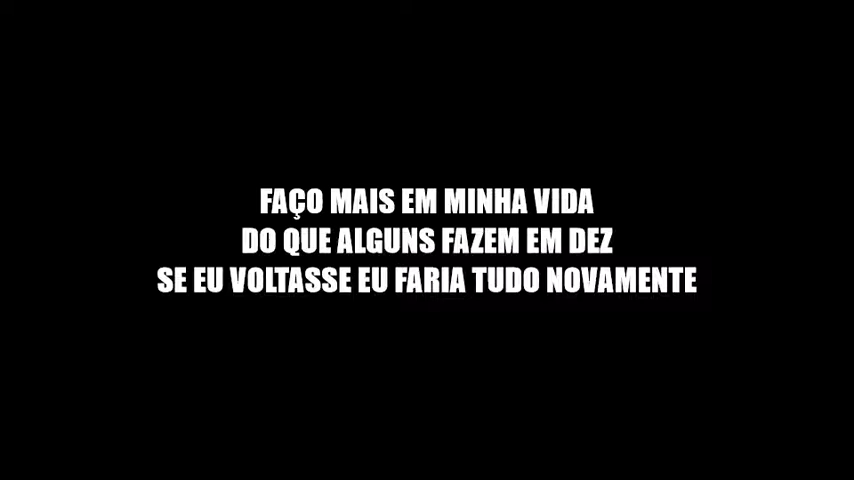 FAÇO MAIS EM MINHA VIDA
DO QUE ALGUNS FAZEM EM DEZ
SE EU VOLTASSE EU FARIA TUDO NOVAMENTE